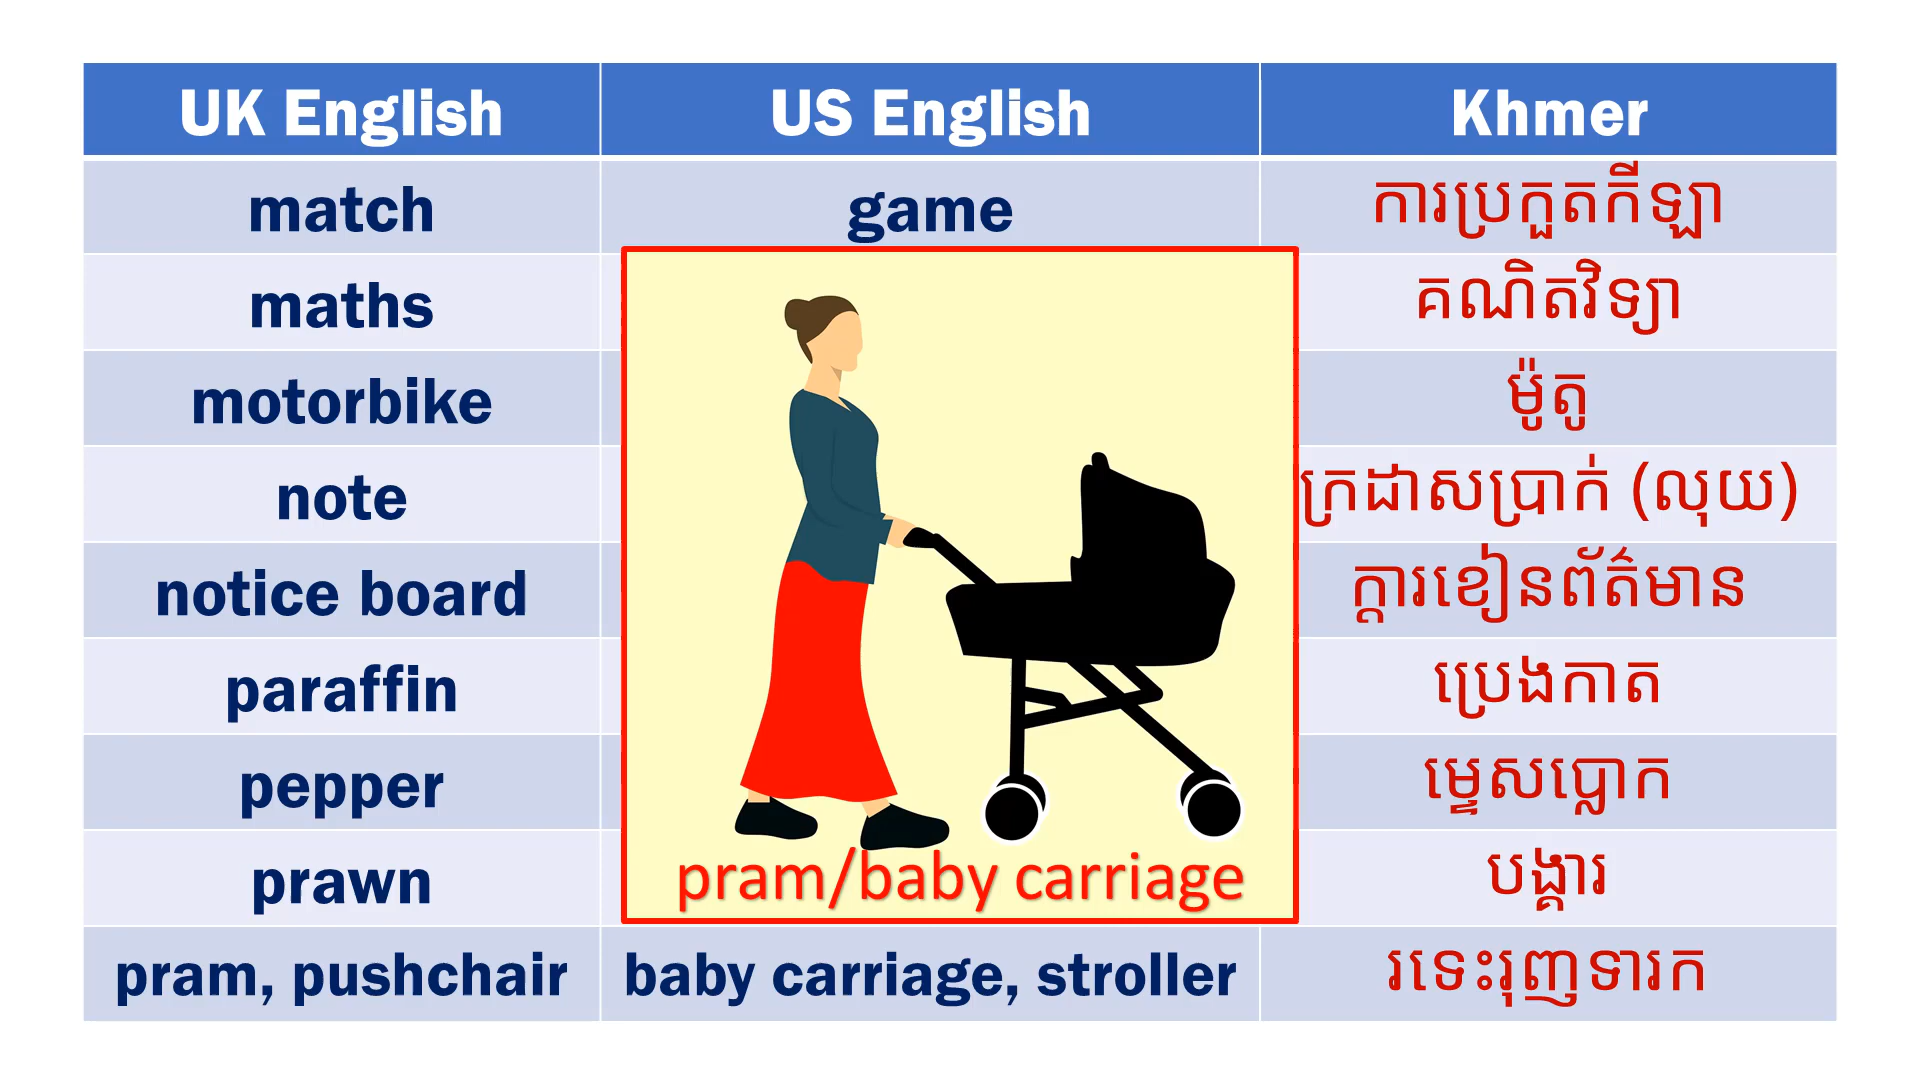 UK English US English Khmer
match game ការប្រកួតកីឡា
maths គណិតវិទ្យា
motorbike ម៉ូតូ
note ក្រដាសប្រាក់ (លុយ)
notice board ក្តារខៀនព័ត៌មាន
paraffin ប្រេងកាត
pepper ម្ទេសប្លោក
prawn បង្គារ
pram/baby carriage
pram, pushchair baby carriage, stroller រទេះរុញទារក